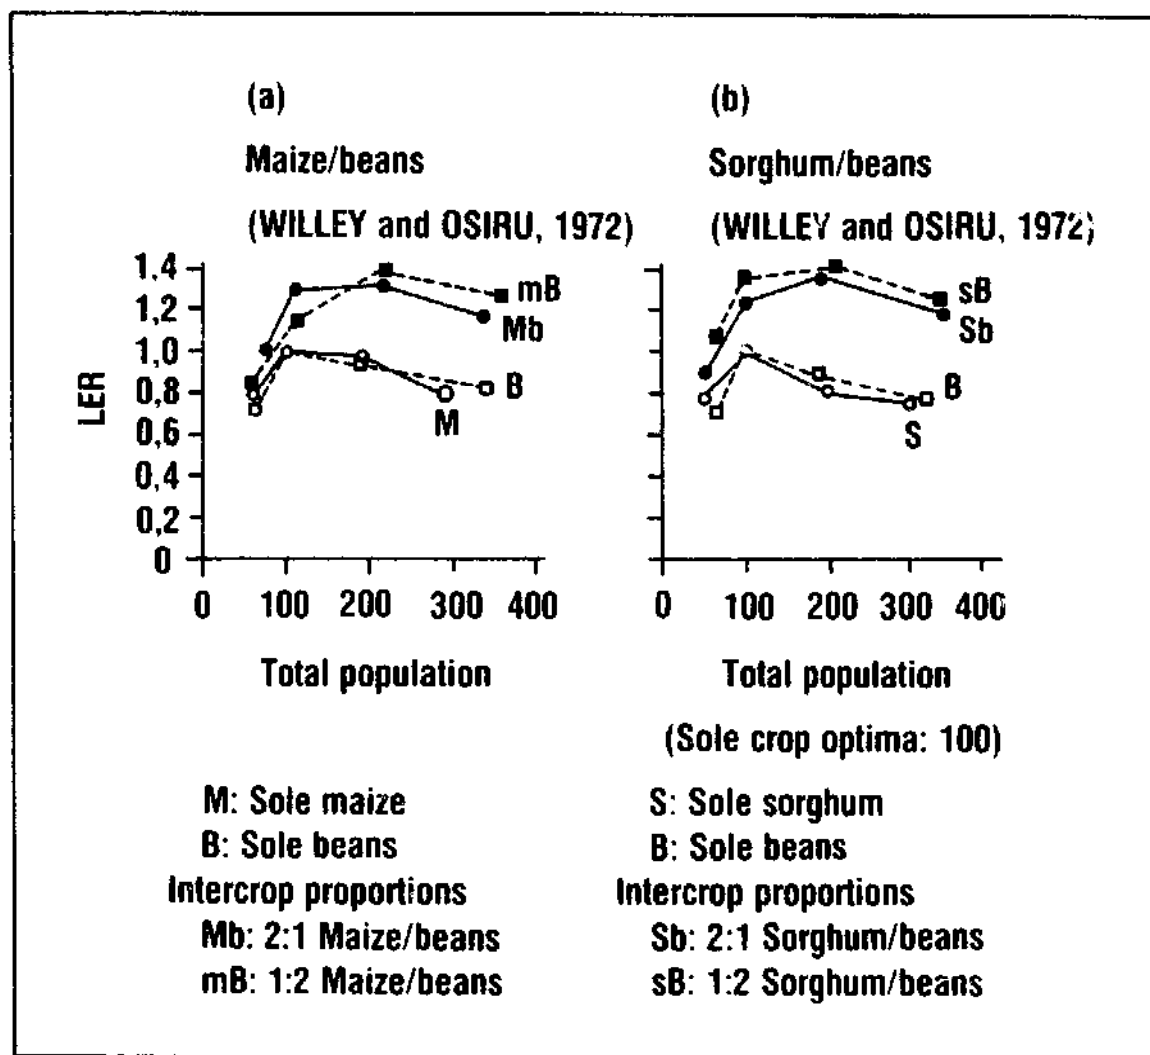 (a)
Maize/beans
(WILLEY and OSIRU, 1972)
1,4
1,2
1,0
0,8
0,6
0,4
0,2
0
LER
mB
Mb
B
M
0 100 200 300 400
Total population
M: Sole maize
B: Sole beans
Intercrop proportions
Mb: 2:1 Maize/beans
mB: 1:2 Maize/beans
(b)
Sorghum/beans
(WILLEY and OSIRU, 1972)
sB
Sb
B
S
0 100 200 300 400
Total population
(Sole crop optima: 100)
S: Sole sorghum
B: Sole beans
Intercrop proportions
Sb: 2:1 Sorghum/beans
sB: 1:2 Sorghum/beans